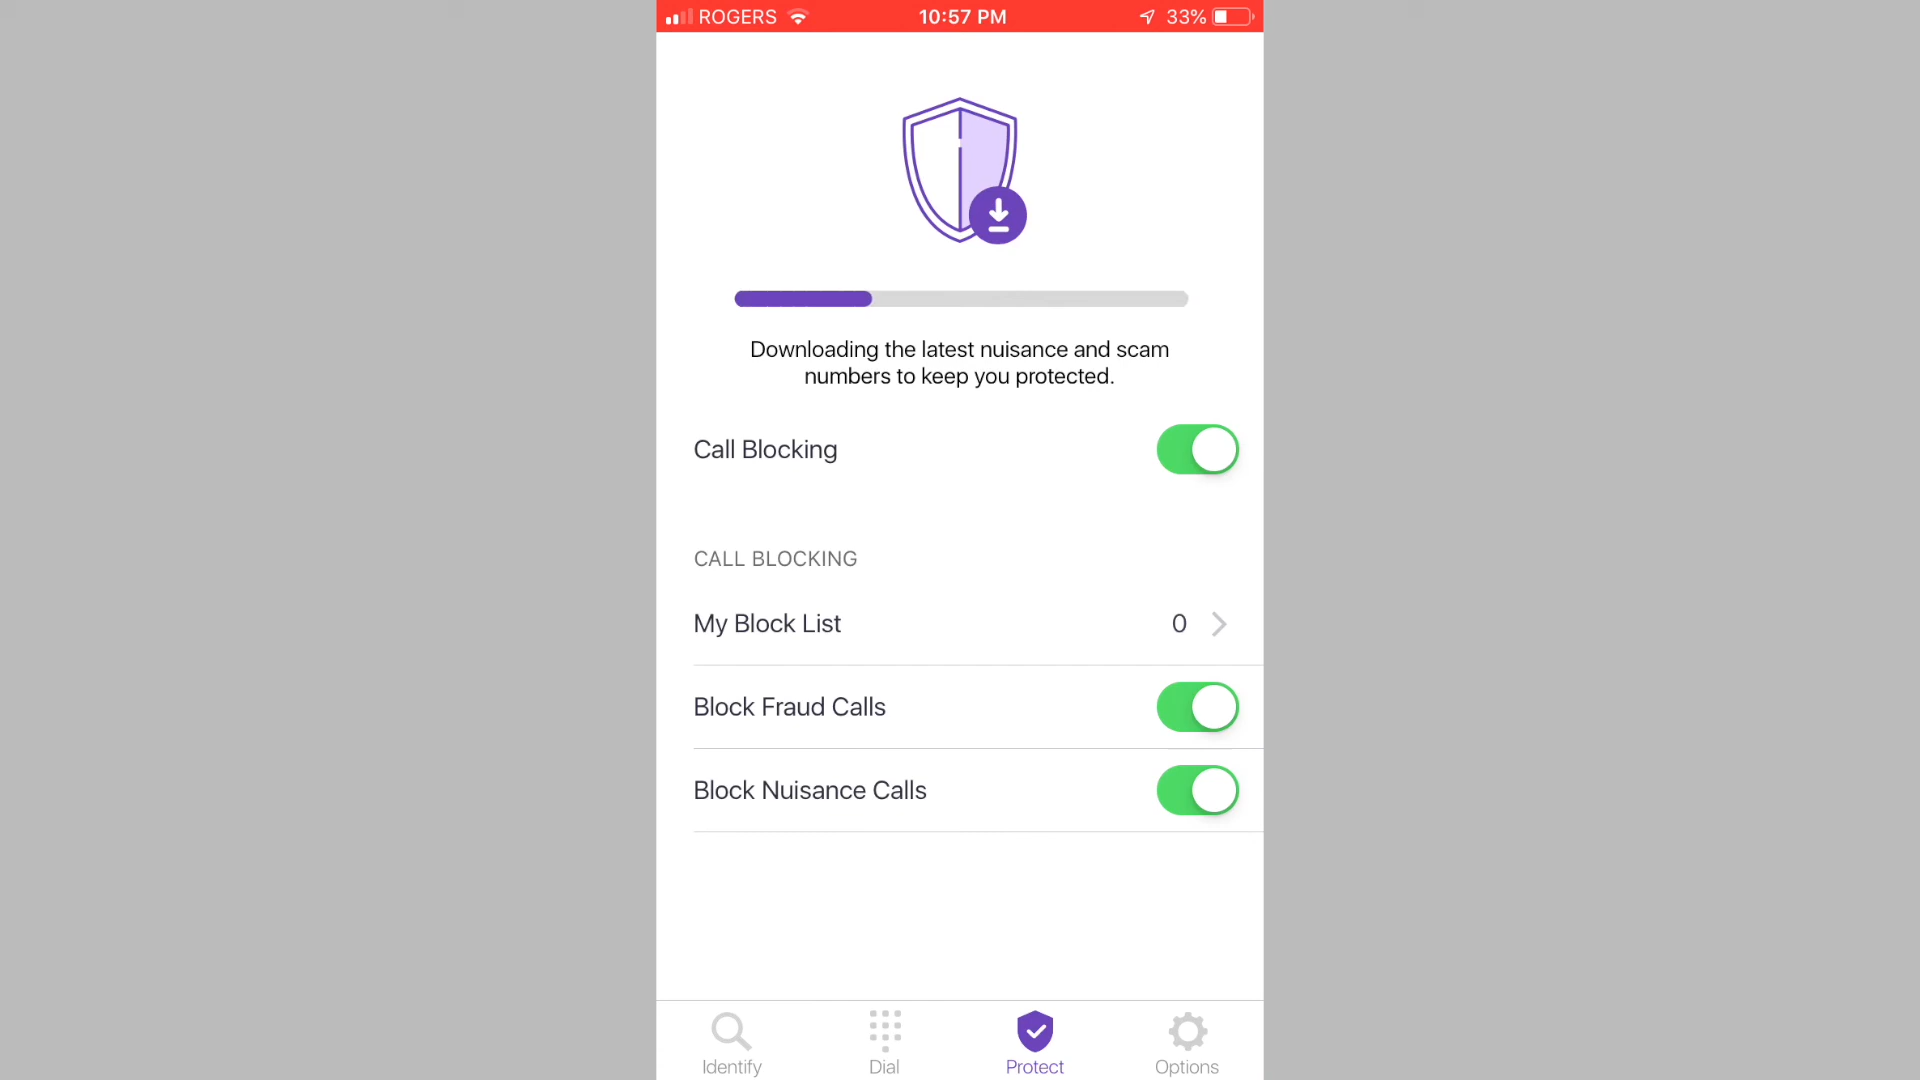 ROGERS 10:57 PM 33%
Downloading the latest nuisance and scam
numbers to keep you protected.
Call Blocking
CALL BLOCKING
My Block List 0
Block Fraud Calls
Block Nuisance Calls
Identify Dial Protect Options